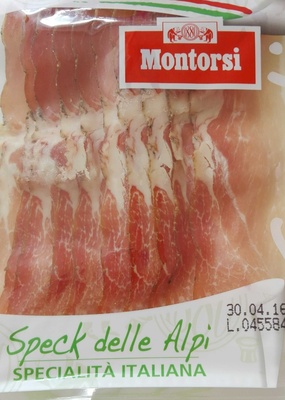 Montorsi
30.04.16
L.045584
Speck delle Alpi
SPECIALITÀ ITALIANA